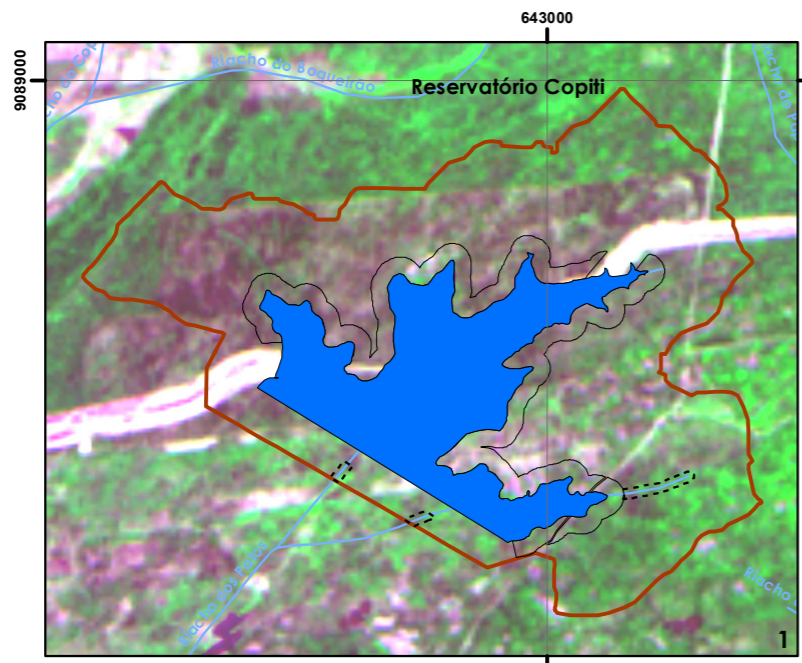 643000
9089000
Riacho do Boqueirão
Reservatório Copiti
Riacho dos Patos
Riacho
1